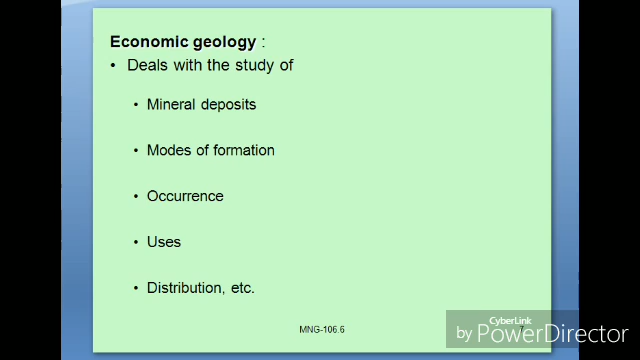 Economic geology :
• Deals with the study of
• Mineral deposits
• Modes of formation
• Occurrence
• Uses
• Distribution, etc.
MNG-106.6
7
CyberLink
by PowerDirector